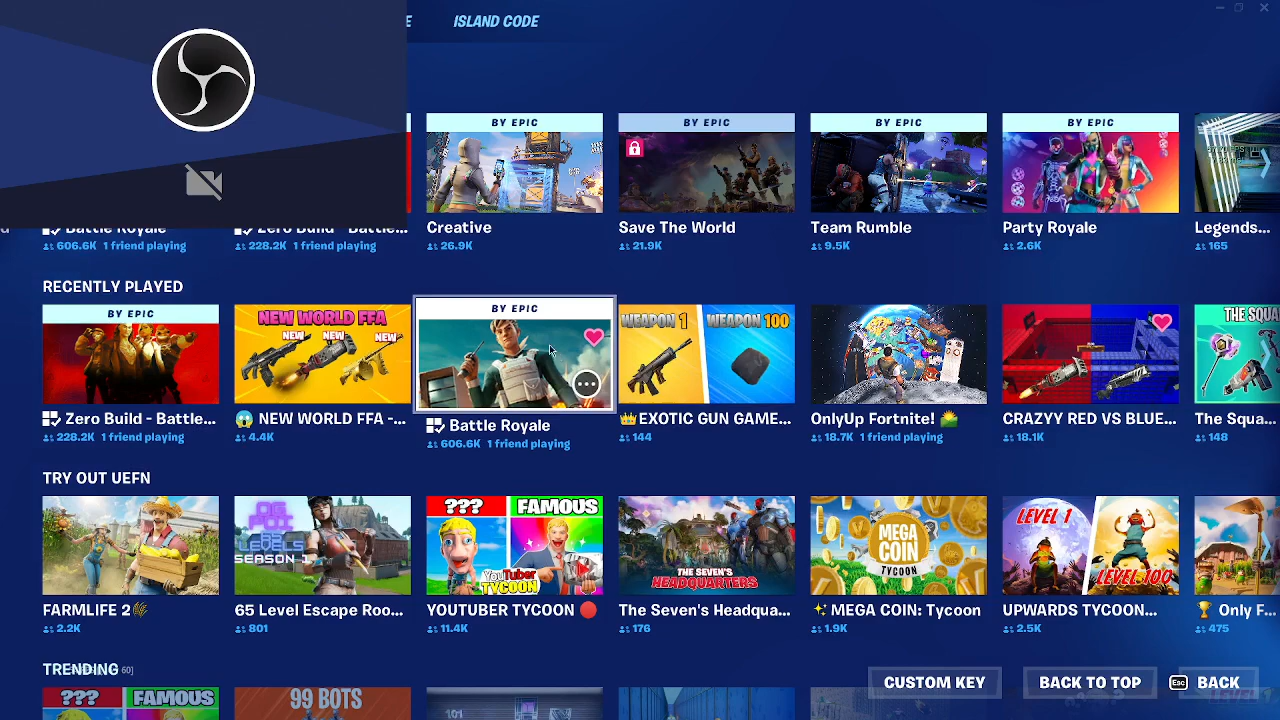 ISLAND CODE
BY EPIC
BY EPIC
BY EPIC
BY EPIC
Battle Royale
Zero Build - Battle...
Creative
Save The World
Team Rumble
Party Royale
Legends...
606.6K 1 friend playing
228.2K 1 friend playing
26.9K
21.9K
9.5K
2.6K
165
RECENTLY PLAYED
BY EPIC
NEW WORLD FFA
NEW
NEW
NEW
BY EPIC
WEAPON 1
WEAPON 100
THE SQUA
Zero Build - Battle...
NEW WORLD FFA -...
Battle Royale
EXOTIC GUN GAME...
OnlyUp Fortnite!
CRAZYY RED VS BLUE...
The Squa...
228.2K 1 friend playing
4.4K
606.6K 1 friend playing
144
18.7K 1 friend playing
18.1K
148
TRY OUT UEFN
SEASON
???
FAMOUS
YouTuber
TYCOON
THE SEVEN'S
HEADQUARTERS
MEGA
COIN
TYCOON
LEVEL 1
LEVEL 100
FARMLIFE 2
65 Level Escape Roo...
YOUTUBER TYCOON
The Seven's Headqua...
MEGA COIN: Tycoon
UPWARDS TYCOON...
Only F...
2.2K
801
11.4K
176
1.9K
2.5K
475
TRENDING
60]
???
FAMOUS
99 BOTS
CUSTOM KEY
BACK TO TOP
Esc
BACK